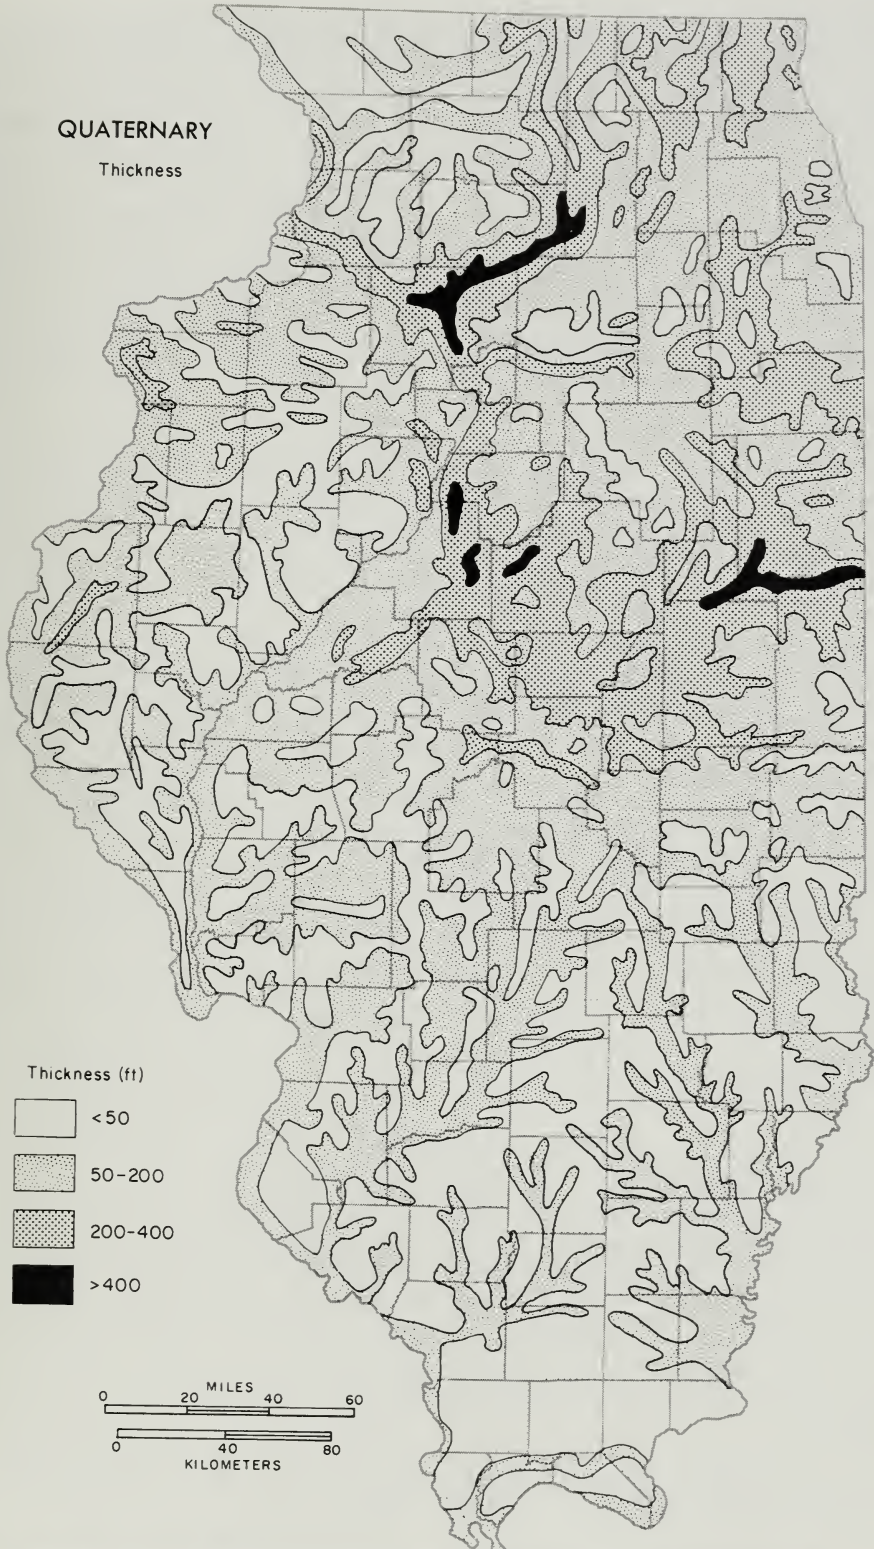 QUATERNARY
Thickness
Thickness (ft)
<50
50-200
200-400
>400
MILES
0 20 40 60
0 40 80
KILOMETERS